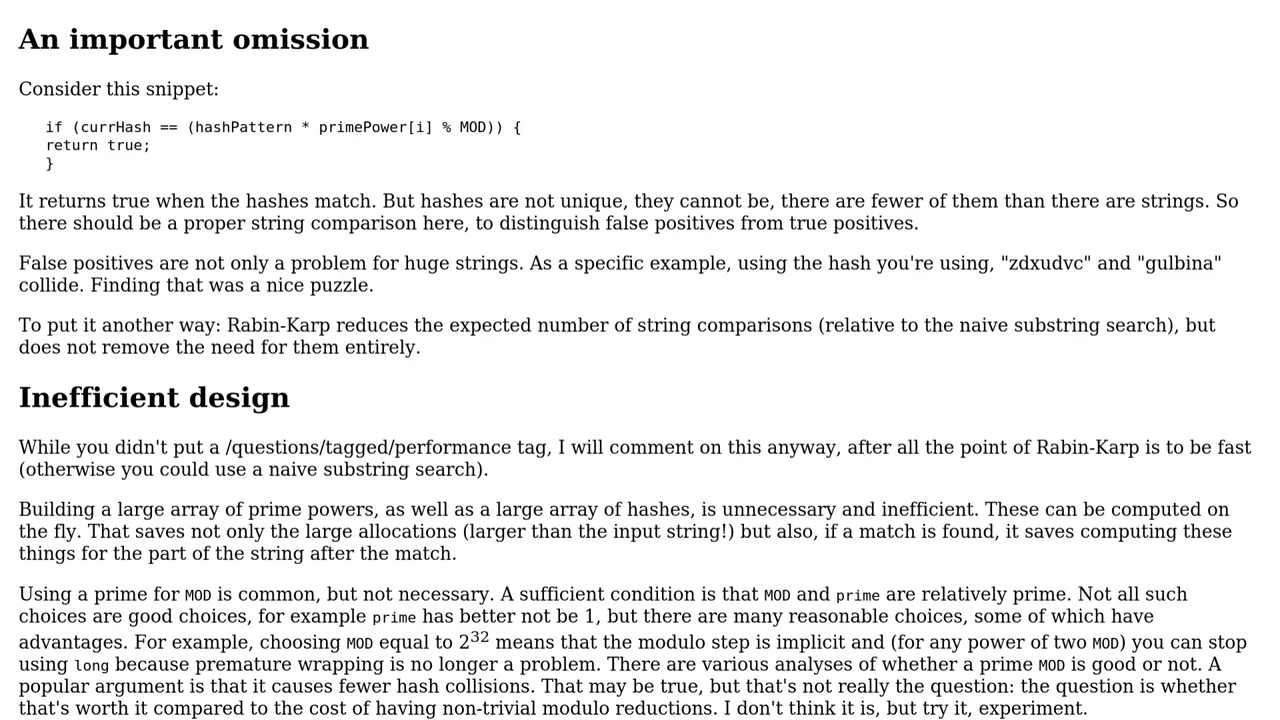 An important omission
Consider this snippet:
if (currHash == (hashPattern * primePower[i] % MOD)) {
return true;
}
It returns true when the hashes match. But hashes are not unique, they cannot be, there are fewer of them than there are strings. So
there should be a proper string comparison here, to distinguish false positives from true positives.
False positives are not only a problem for huge strings. As a specific example, using the hash you're using, "zdxudvc" and "gulbina"
collide. Finding that was a nice puzzle.
To put it another way: Rabin-Karp reduces the expected number of string comparisons (relative to the naive substring search), but
does not remove the need for them entirely.
Inefficient design
While you didn't put a /questions/tagged/performance tag, I will comment on this anyway, after all the point of Rabin-Karp is to be fast
(otherwise you could use a naive substring search).
Building a large array of prime powers, as well as a large array of hashes, is unnecessary and inefficient. These can be computed on
the fly. That saves not only the large allocations (larger than the input string!) but also, if a match is found, it saves computing these
things for the part of the string after the match.
Using a prime for MOD is common, but not necessary. A sufficient condition is that MOD and prime are relatively prime. Not all such
choices are good choices, for example prime has better not be 1, but there are many reasonable choices, some of which have
advantages. For example, choosing MOD equal to 2^32 means that the modulo step is implicit and (for any power of two MOD) you can stop
using long because premature wrapping is no longer a problem. There are various analyses of whether a prime MOD is good or not. A
popular argument is that it causes fewer hash collisions. That may be true, but that's not really the question: the question is whether
that's worth it compared to the cost of having non-trivial modulo reductions. I don't think it is, but try it, experiment.